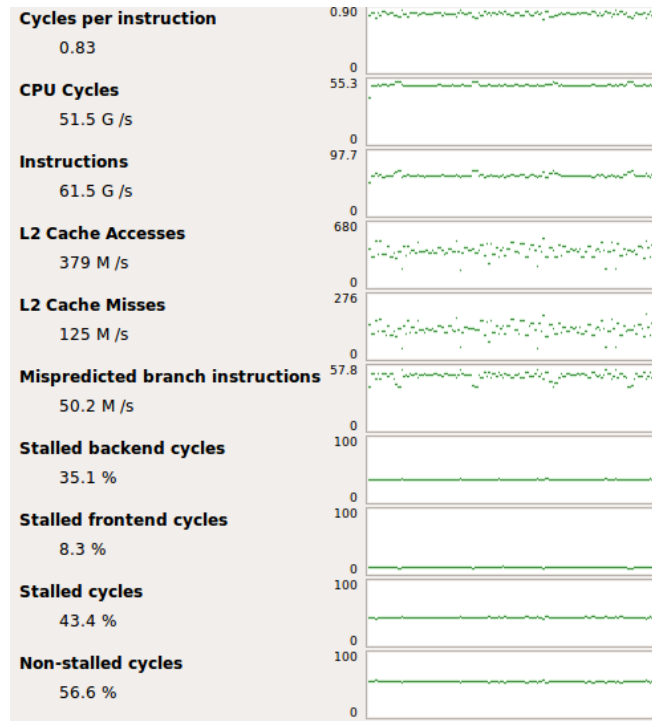 Cycles per instruction
0.83
0.90
0
CPU Cycles
51.5 G /s
55.3
0
Instructions
61.5 G /s
97.7
0
L2 Cache Accesses
379 M /s
680
0
L2 Cache Misses
125 M /s
276
0
Mispredicted branch instructions
50.2 M /s
57.8
0
Stalled backend cycles
35.1 %
100
0
Stalled frontend cycles
8.3 %
100
0
Stalled cycles
43.4 %
100
0
Non-stalled cycles
56.6 %
100
0